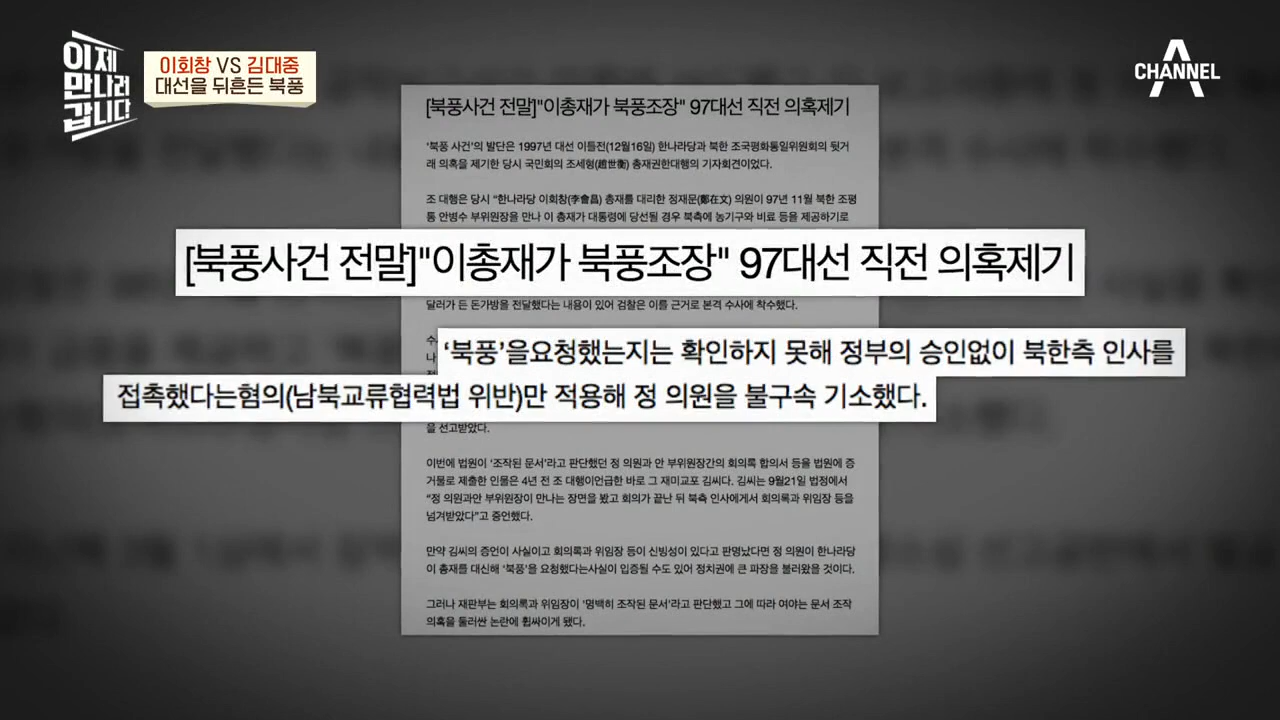 이제
만나러
갑니다
이회창 VS 김대중
대선을 뒤흔든 북풍
CHANNEL A
[북풍사건 전말]"이총재가 북풍조장" 97대선 직전 의혹제기
'북풍 사건'의 발단은 1997년 대선 이틀전(12월16일) 한나라당과 북한 조국평화통일위원회의 뒷거
래 의혹을 제기한 당시 국민회의 조세형(趙世衡) 총재권한대행의 기자회견이었다.
조 대행은 당시 "한나라당 이회창(李會昌) 총재를 대리한 정재문(鄭在文) 의원이 97년 11월 북한 조평
통 안병수 부위원장을 만나 이 총재가 대통령에 당선될 경우 북측에 농기구와 비료 등을 제공하기로
[북풍사건 전말]"이총재가 북풍조장" 97대선 직전 의혹제기
달러가 든 돈가방을 전달했다는 내용이 있어 검찰은 이를 근거로 본격 수사에 착수했다.
'북풍'을요청했는지는 확인하지 못해 정부의 승인없이 북한측 인사를
접촉했다는혐의(남북교류협력법 위반)만 적용해 정 의원을 불구속 기소했다.
을 선고받았다.
이번에 법원이 '조작된 문서'라고 판단했던 정 의원과 안 부위원장간의 회의록 합의서 등을 법원에 증
거물로 제출한 인물은 4년 전 조 대행이언급한 바로 그 재미교포 김씨다. 김씨는 9월21일 법정에서
"정 의원과안 부위원장이 만나는 장면을 봤고 회의가 끝난 뒤 북측 인사에게서 회의록과 위임장 등을
넘겨받았다"고 증언했다.
만약 김씨의 증언이 사실이고 회의록과 위임장 등이 신빙성이 있다고 판명났다면 정 의원이 한나라당
이 총재를 대신해 '북풍'을 요청했다는사실이 입증될 수도 있어 정치권에 큰 파장을 불러왔을 것이다.
그러나 재판부는 회의록과 위임장이 '명백히 조작된 문서'라고 판단했고 그에 따라 여야는 문서 조작
의혹을 둘러싼 논란에 휩싸이게 됐다.